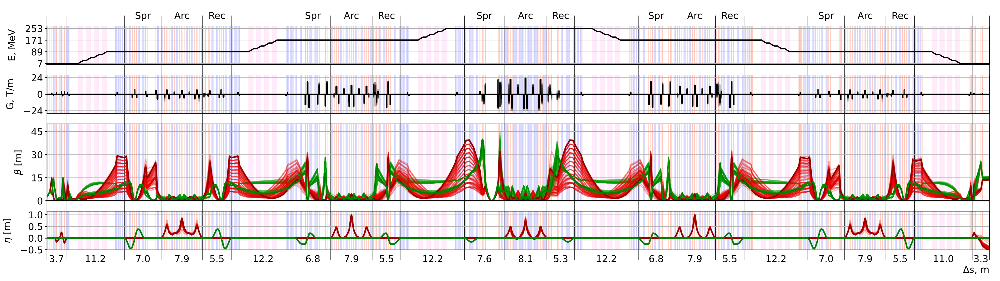 Spr Arc Rec Spr Arc Rec Spr Arc Rec Spr Arc Rec Spr Arc Rec
E, MeV
253
171
89
7
G, T/m
24
0
−24
β [m]
45
30
15
0
η [m]
1.0
0.5
0.0
−0.5
3.7 11.2 7.0 7.9 5.5 12.2 6.8 7.9 5.5 12.2 7.6 8.1 5.3 12.2 6.8 7.9 5.5 12.2 7.0 7.9 5.5 11.0 3.3
Δs, m